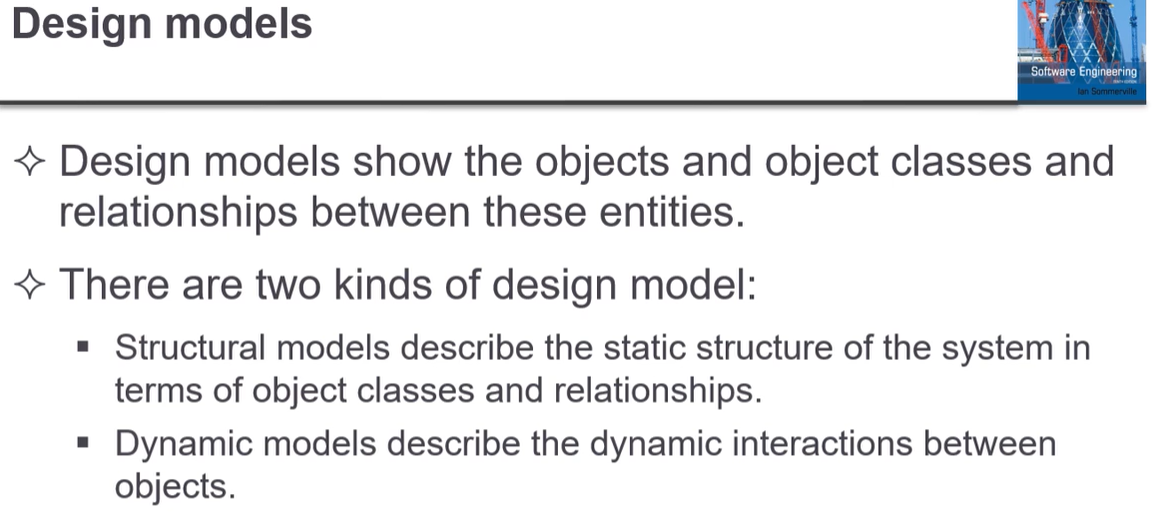 Design models
Software Engineering
Ian Sommerville
✧ Design models show the objects and object classes and
relationships between these entities.
✧ There are two kinds of design model:
▪ Structural models describe the static structure of the system in
terms of object classes and relationships.
▪ Dynamic models describe the dynamic interactions between
objects.